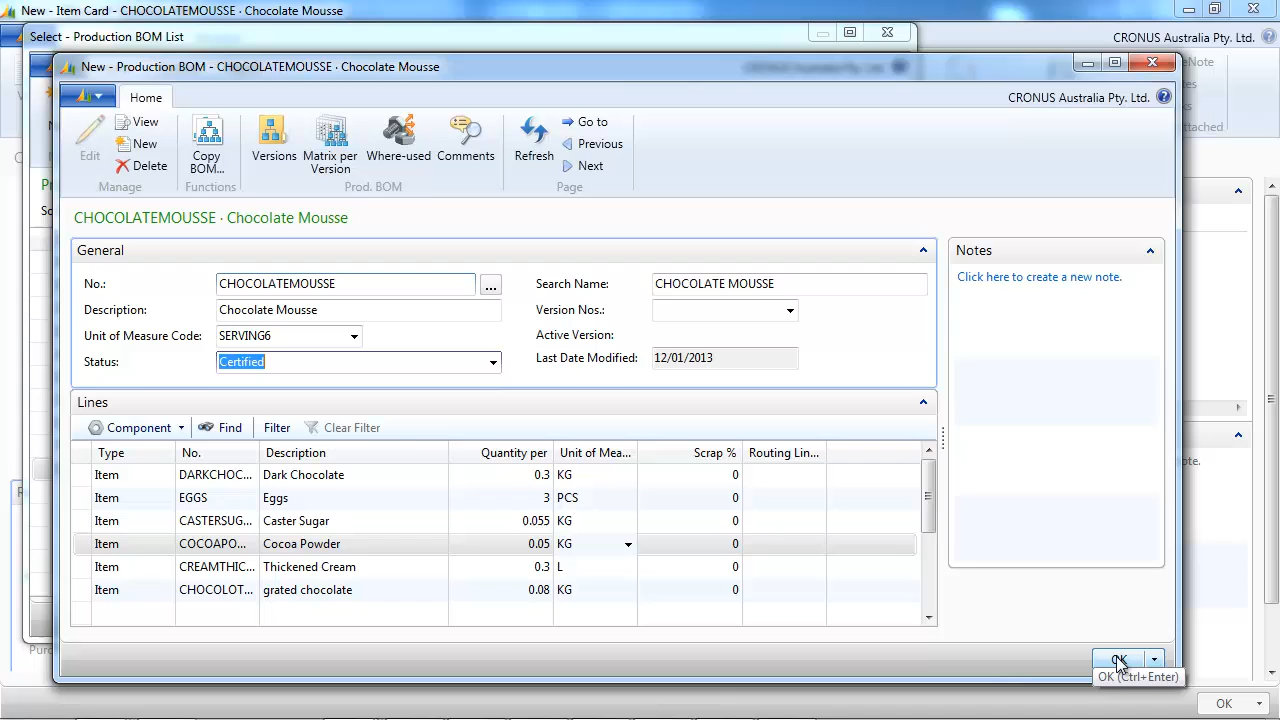 New - Item Card - CHOCOLATEMOUSSE · Chocolate Mousse
Select - Production BOM List
CRONUS Australia Pty. Ltd.
New - Production BOM - CHOCOLATEMOUSSE · Chocolate Mousse
Home
CRONUS Australia Pty. Ltd.
Edit
View
New
Delete
Manage
Copy BOM...
Functions
Versions
Matrix per Version
Where-used
Comments
Prod. BOM
Refresh
Go to
Previous
Next
Page
CHOCOLATEMOUSSE · Chocolate Mousse
General
No.: CHOCOLATEMOUSSE ...
Description: Chocolate Mousse
Unit of Measure Code: SERVING6
Status: Certified
Search Name: CHOCOLATE MOUSSE
Version Nos.:
Active Version:
Last Date Modified: 12/01/2013
Notes
Click here to create a new note.
Lines
Component Find Filter Clear Filter
Type No. Description Quantity per Unit of Mea... Scrap % Routing Lin...
Item DARKCHOC... Dark Chocolate 0.3 KG 0
Item EGGS Eggs 3 PCS 0
Item CASTERSUG... Caster Sugar 0.055 KG 0
Item COCOAPO... Cocoa Powder 0.05 KG 0
Item CREAMTHIC... Thickened Cream 0.3 L 0
Item CHOCOLOT... grated chocolate 0.08 KG 0
OK
OK (Ctrl+Enter)
OK